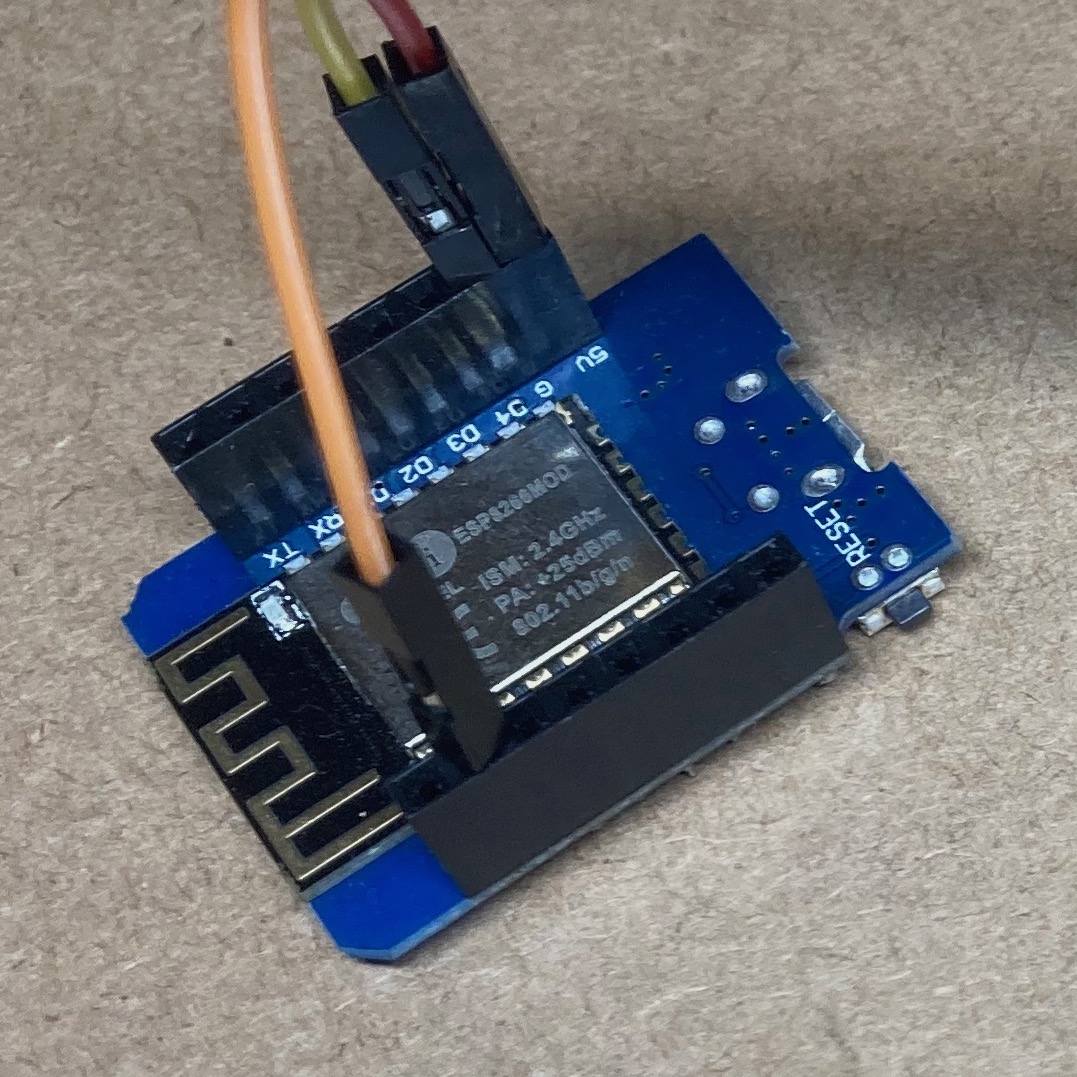 5V
G
D4
D3
D2
D
RX
TX
ESP8266MOD
ISM: 2.4GHz
PA: +25dBm
802.11b/g/n
RESET